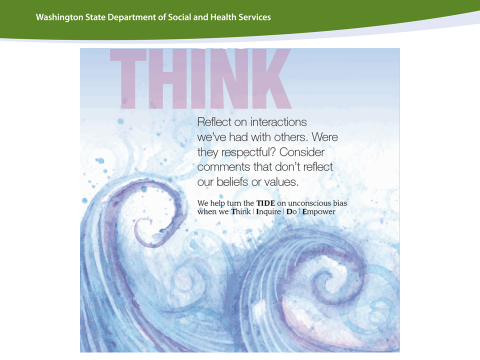 Washington State Department of Social and Health Services
THINK
Reflect on interactions
we've had with others. Were
they respectful? Consider
comments that don't reflect
our beliefs or values.
We help turn the TIDE on unconscious bias
when we Think | Inquire | Do | Empower